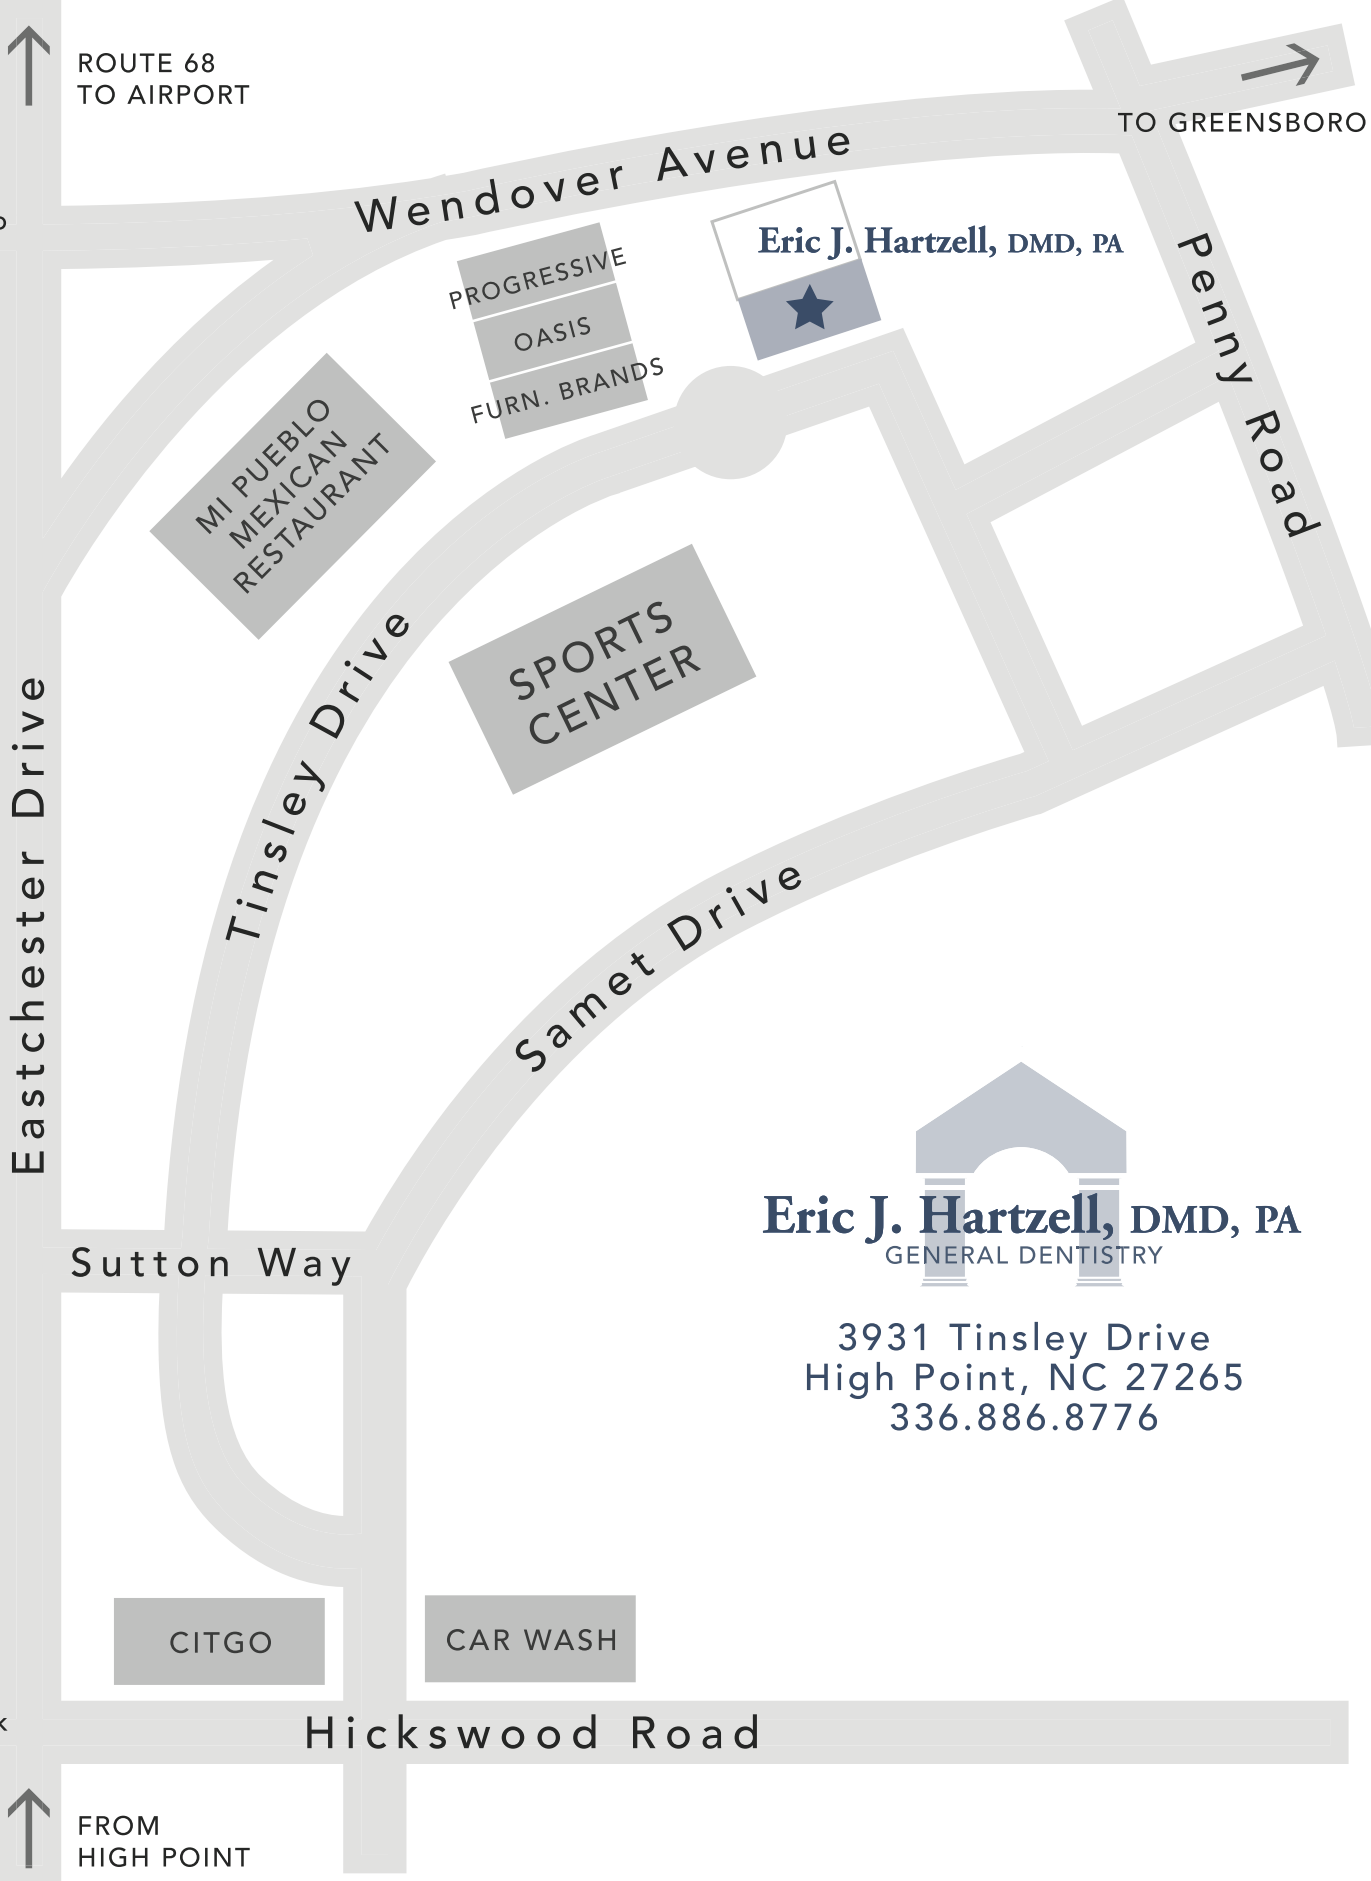 ROUTE 68
TO AIRPORT
TO GREENSBORO
Wendover Avenue
Eric J. Hartzell, DMD, PA
PROGRESSIVE
OASIS
FURN. BRANDS
Penny Road
MI PUEBLO
MEXICAN
RESTAURANT
Tinsley Drive
SPORTS
CENTER
Eastchester Drive
Samet Drive
Sutton Way
Eric J. Hartzell, DMD, PA
GENERAL DENTISTRY
3931 Tinsley Drive
High Point, NC 27265
336.886.8776
CITGO
CAR WASH
Hickswood Road
FROM
HIGH POINT